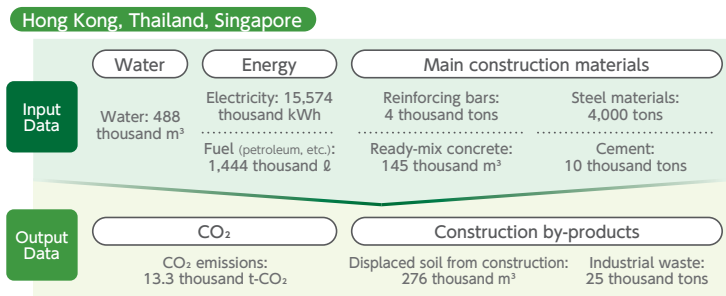 Hong Kong, Thailand, Singapore
Water
Energy
Main construction materials
Input
Data
Water: 488
thousand m³
Electricity: 15,574
thousand kWh
Fuel (petroleum, etc.):
1,444 thousand ℓ
Reinforcing bars:
4 thousand tons
Ready-mix concrete:
145 thousand m³
Steel materials:
4,000 tons
Cement:
10 thousand tons
Output
Data
CO₂
Construction by-products
CO₂ emissions:
13.3 thousand t-CO₂
Displaced soil from construction:
276 thousand m³
Industrial waste:
25 thousand tons